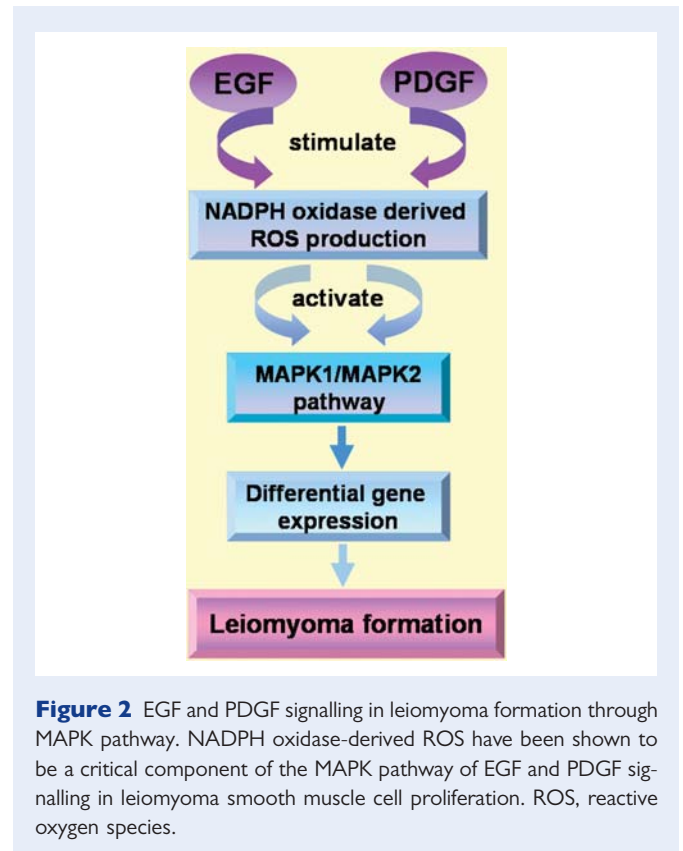 EGF
PDGF
stimulate
NADPH oxidase derived
ROS production
activate
MAPK1/MAPK2
pathway
Differential gene
expression
Leiomyoma formation
Figure 2 EGF and PDGF signalling in leiomyoma formation through
MAPK pathway. NADPH oxidase-derived ROS have been shown to
be a critical component of the MAPK pathway of EGF and PDGF sig-
nalling in leiomyoma smooth muscle cell proliferation. ROS, reactive
oxygen species.